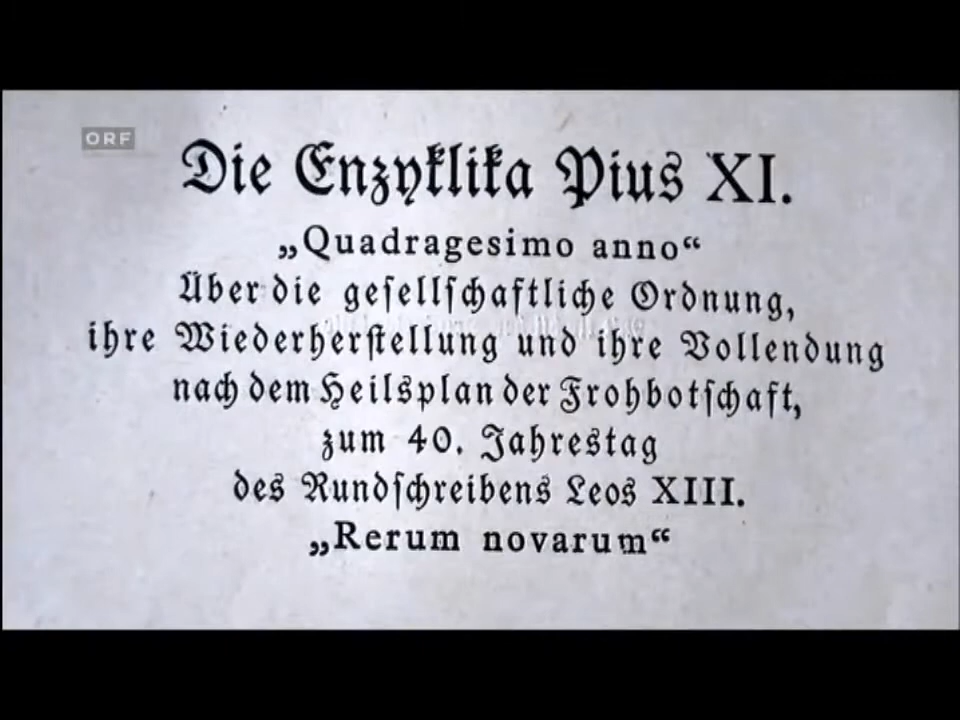 ORF
Die Enzyklika Pius XI.
„Quadragesimo anno“
Über die gesellschaftliche Ordnung,
ihre Wiederherstellung und ihre Vollendung
nach dem Heilsplan der Frohbotschaft,
zum 40. Jahrestag
des Rundschreibens Leos XIII.
„Rerum novarum“